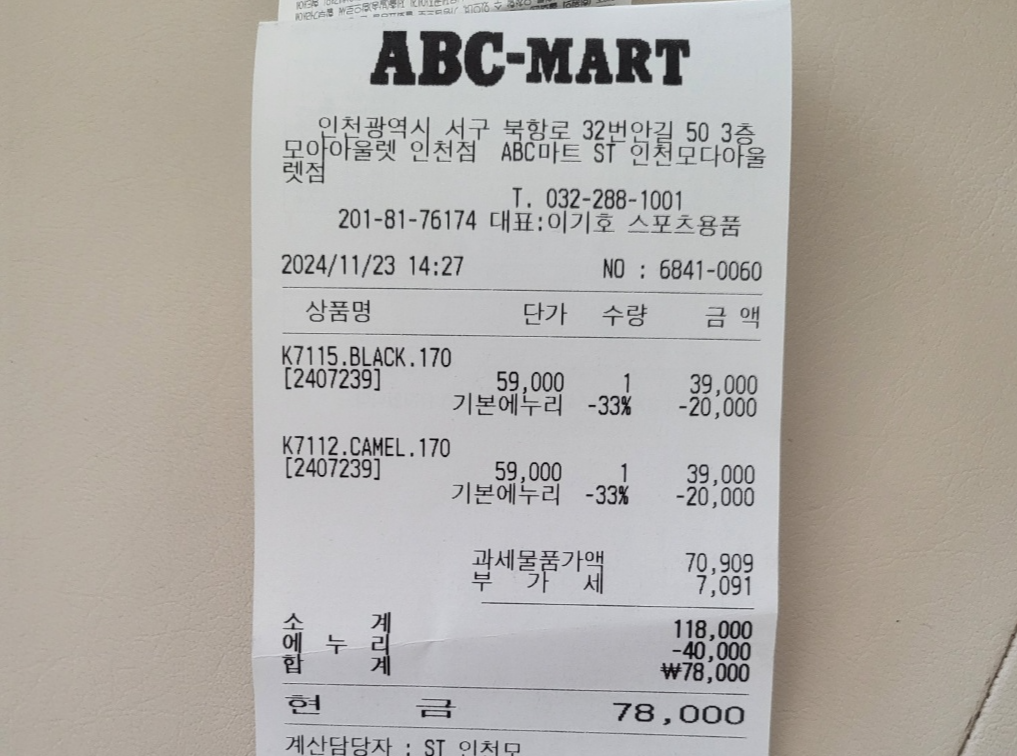 ABC-MART
인천광역시 서구 북항로 32번안길 50 3층
모아아울렛 인천점 ABC마트 ST 인천모다아울
렛점
T. 032-288-1001
201-81-76174 대표:이기호 스포츠용품
2024/11/23 14:27 NO : 6841-0060
상품명 단가 수량 금 액
K7115.BLACK.170
[2407239] 59,000 1 39,000
기본에누리 -33% -20,000
K7112.CAMEL.170
[2407239] 59,000 1 39,000
기본에누리 -33% -20,000
과세물품가액 70,909
부 가 세 7,091
소 계 118,000
에 누 리 -40,000
합 계 ₩78,000
현 금 78,000
계산담당자 : ST 인천모